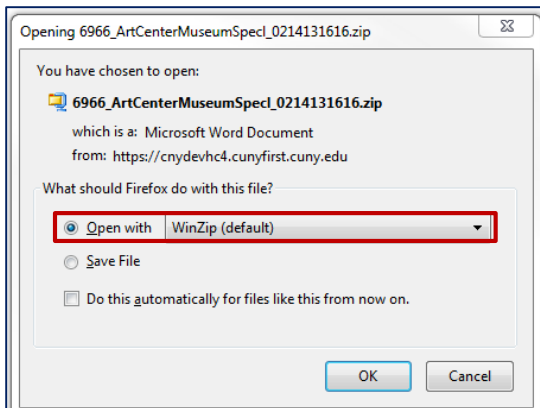 Opening 6966_ArtCenterMuseumSpecl_0214131616.zip
You have chosen to open:
6966_ArtCenterMuseumSpecl_0214131616.zip
which is a: Microsoft Word Document
from: https://cnydevhc4.cunyfirst.cuny.edu
What should Firefox do with this file?
Open with WinZip (default)
Save File
Do this automatically for files like this from now on.
OK Cancel